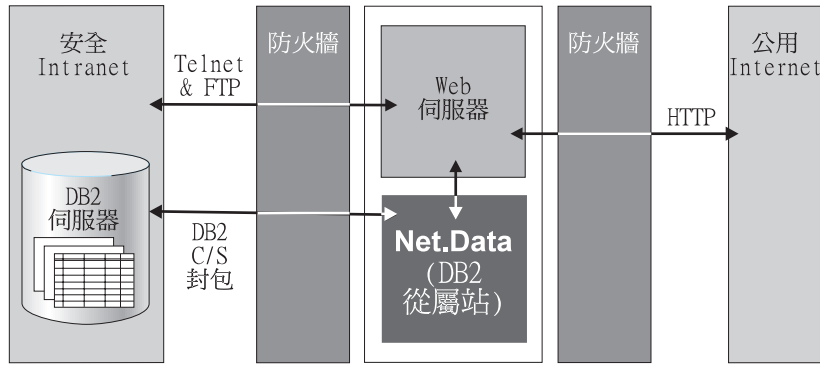 安全
Intranet
Telnet
& FTP
防火牆
Web
伺服器
防火牆
HTTP
公用
Internet
DB2
伺服器
DB2
C/S
封包
Net.Data
(DB2
從屬站)